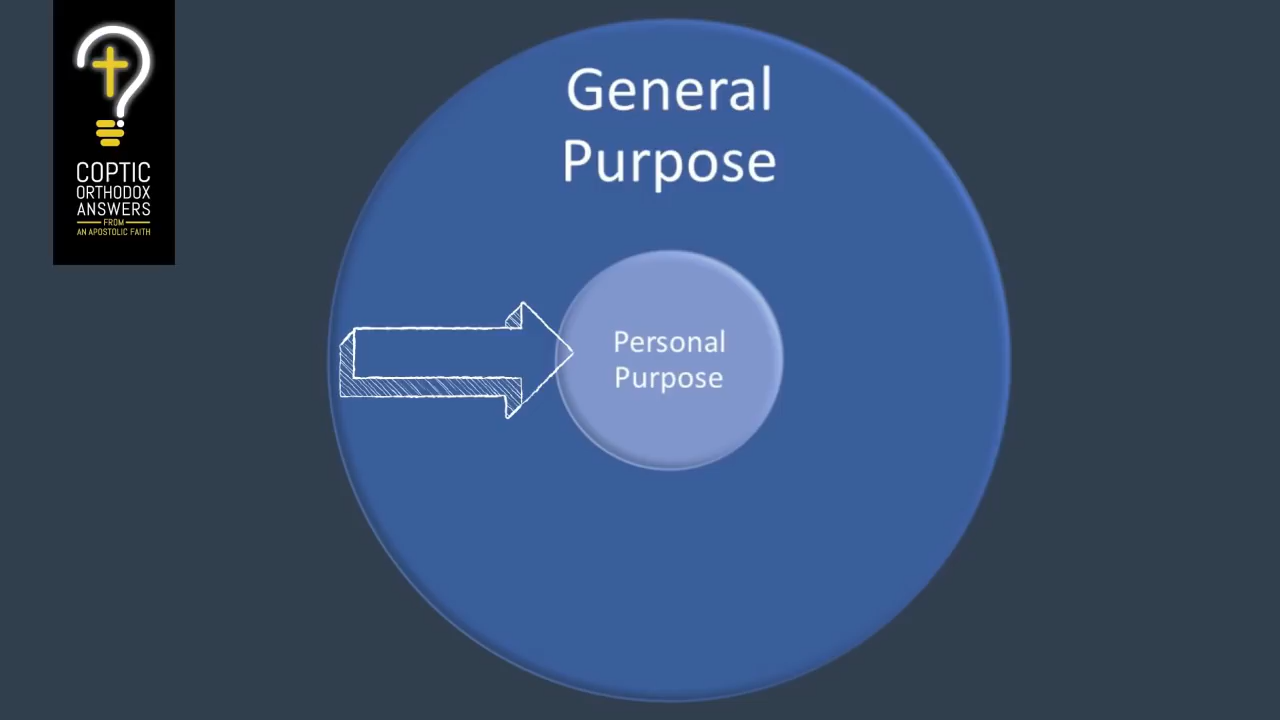 COPTIC
ORTHODOX
ANSWERS
FROM
AN APOSTOLIC FAITH
General
Purpose
Personal
Purpose